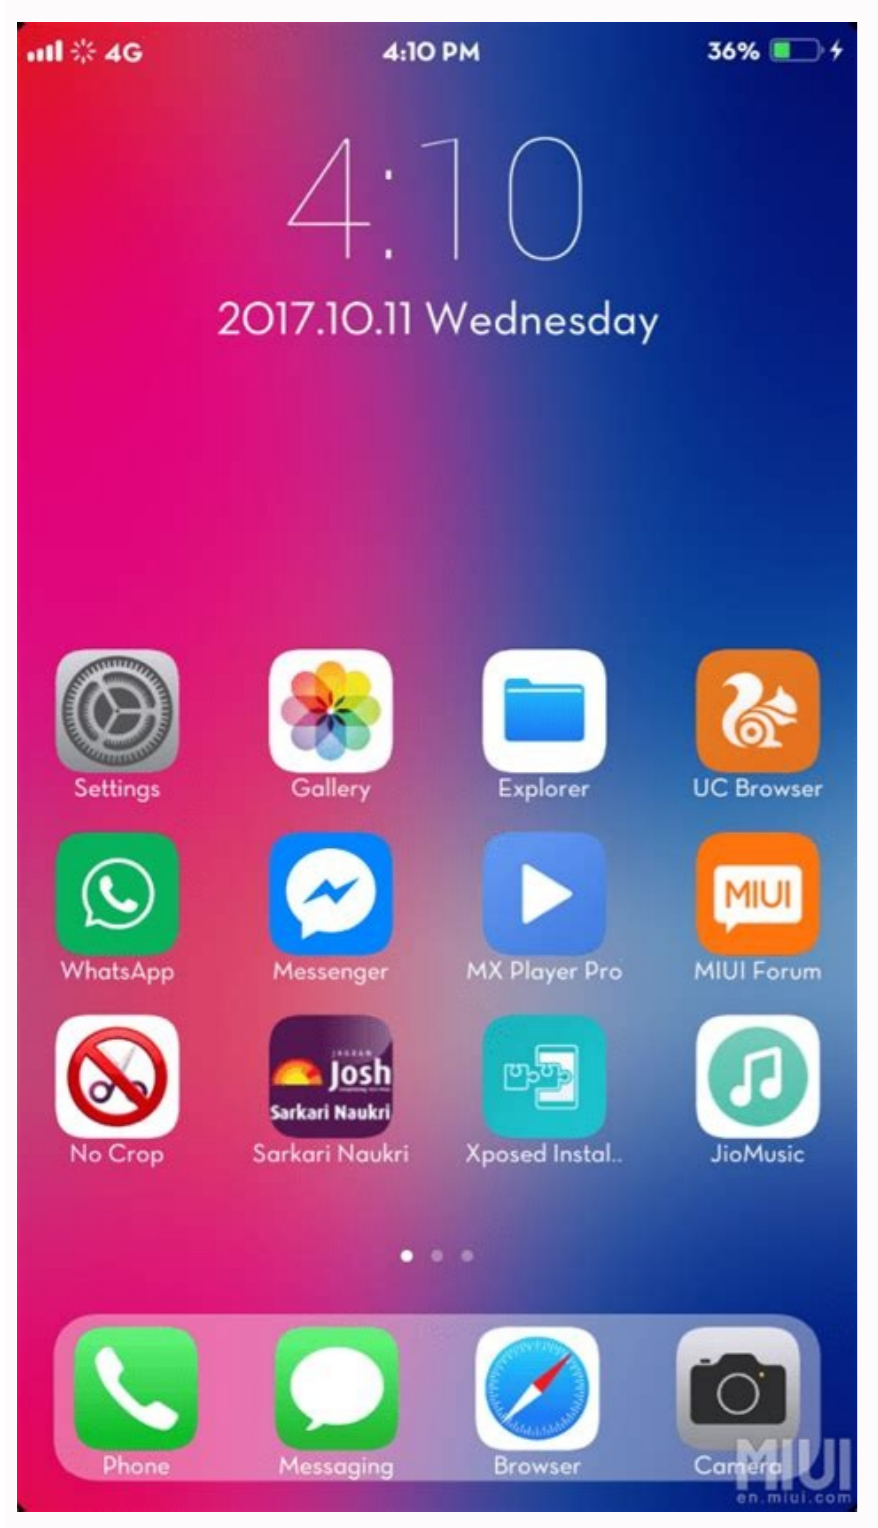 4G 4:10 PM 36%
4:10
2017.10.11 Wednesday
Settings Gallery Explorer UC Browser
MIUI
WhatsApp Messenger MX Player Pro MIUI Forum
JAGRAN
Josh
Sarkari Naukri
No Crop Sarkari Naukri Xposed Instal.. JioMusic
Phone Messaging Browser Camera
MIUI
en.miui.com